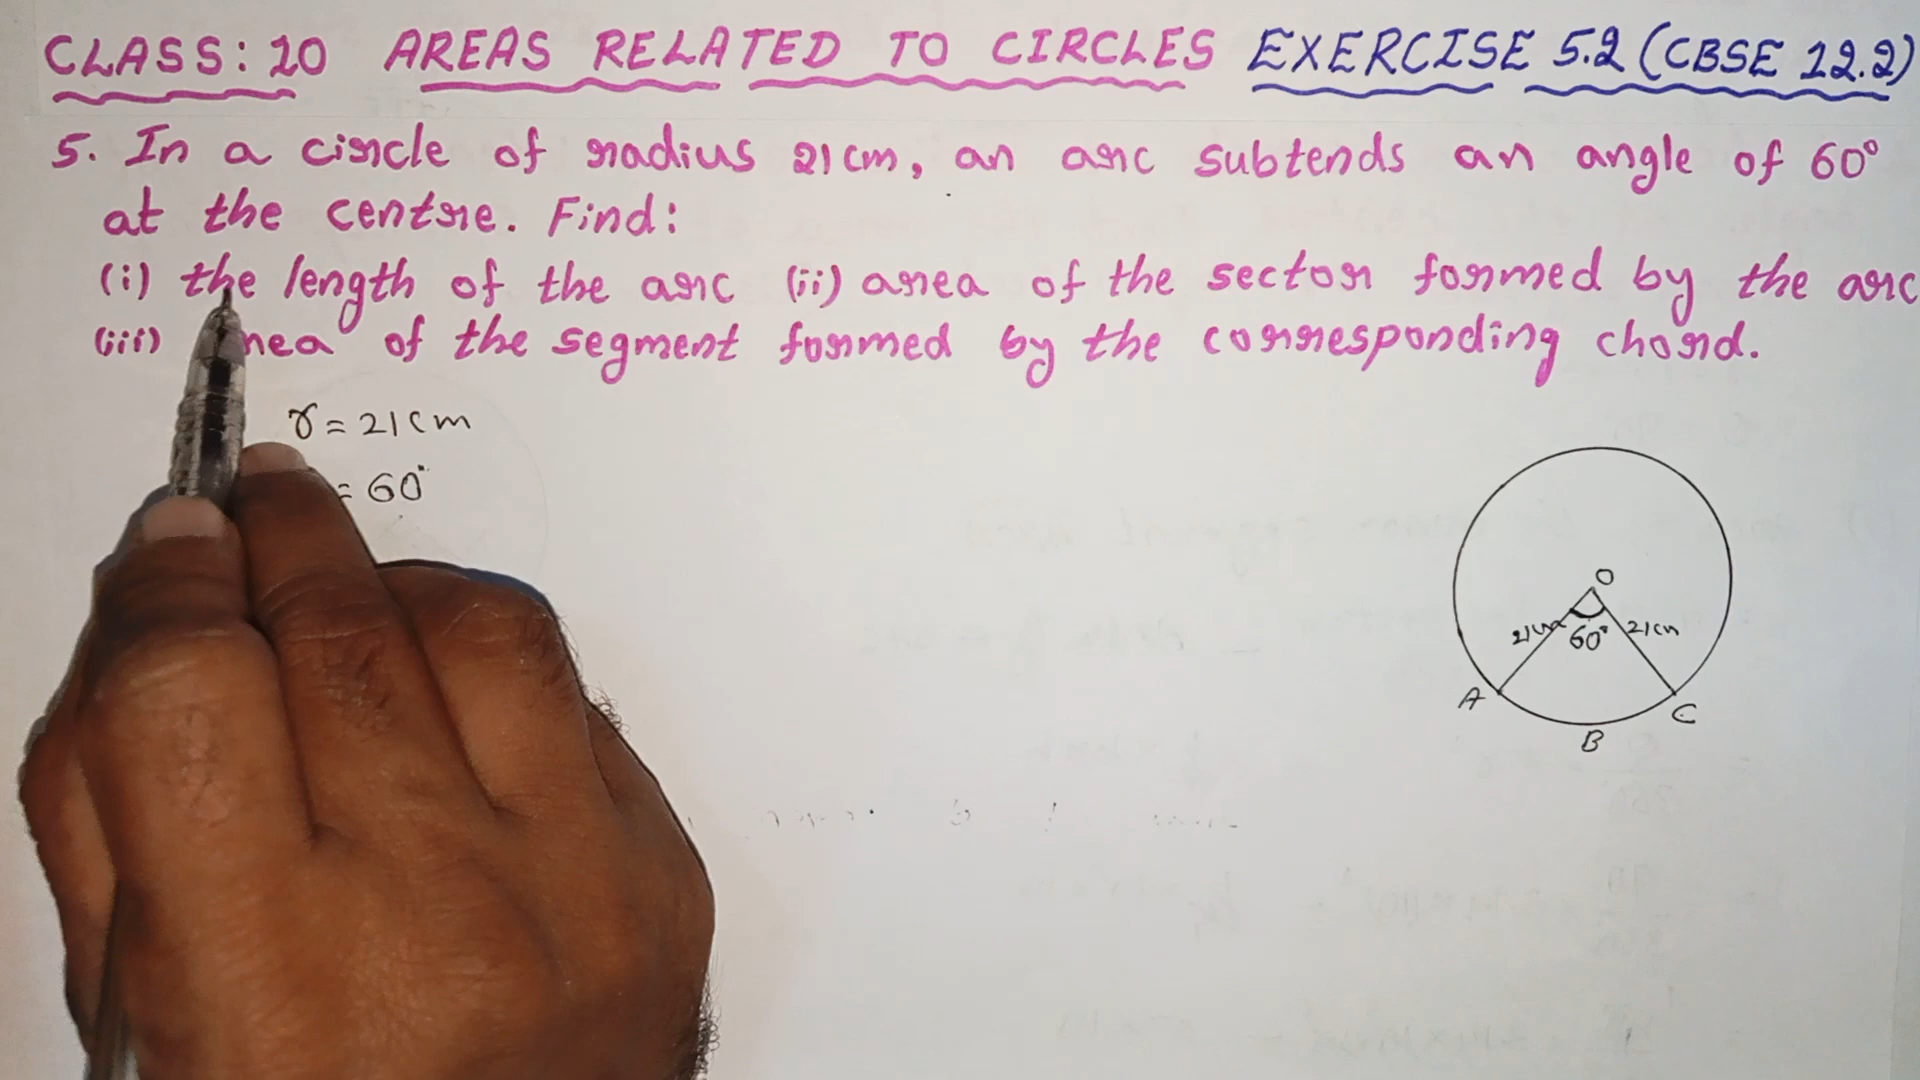 CLASS: 10 AREAS RELATED TO CIRCLES EXERCISE 5.2 (CBSE 12.2)
5. In a circle of radius 21cm, an arc subtends an angle of 60°
at the centre. Find:
(i) the length of the arc (ii) area of the sector formed by the arc
(iii) of the segment formed by the corresponding chord.
r = 21cm
= 60°
O
21cm 60° 21cm
A C
B